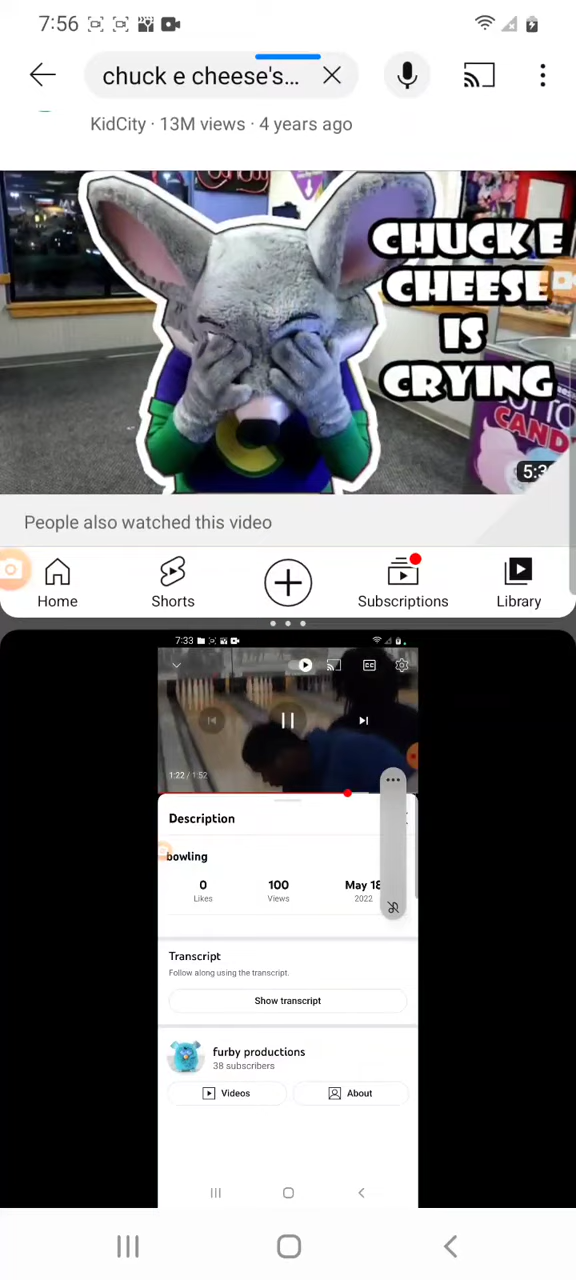 7:56
chuck e cheese's...
KidCity · 13M views · 4 years ago
CHUCK E
CHEESE
IS
CRYING
CAND
People also watched this video
Home
Shorts
Subscriptions
Library
7:33
CC
1:22 / 1:52
Description
bowling
0
Likes
100
Views
May 18
2022
Transcript
Follow along using the transcript.
Show transcript
furby productions
38 subscribers
Videos
About